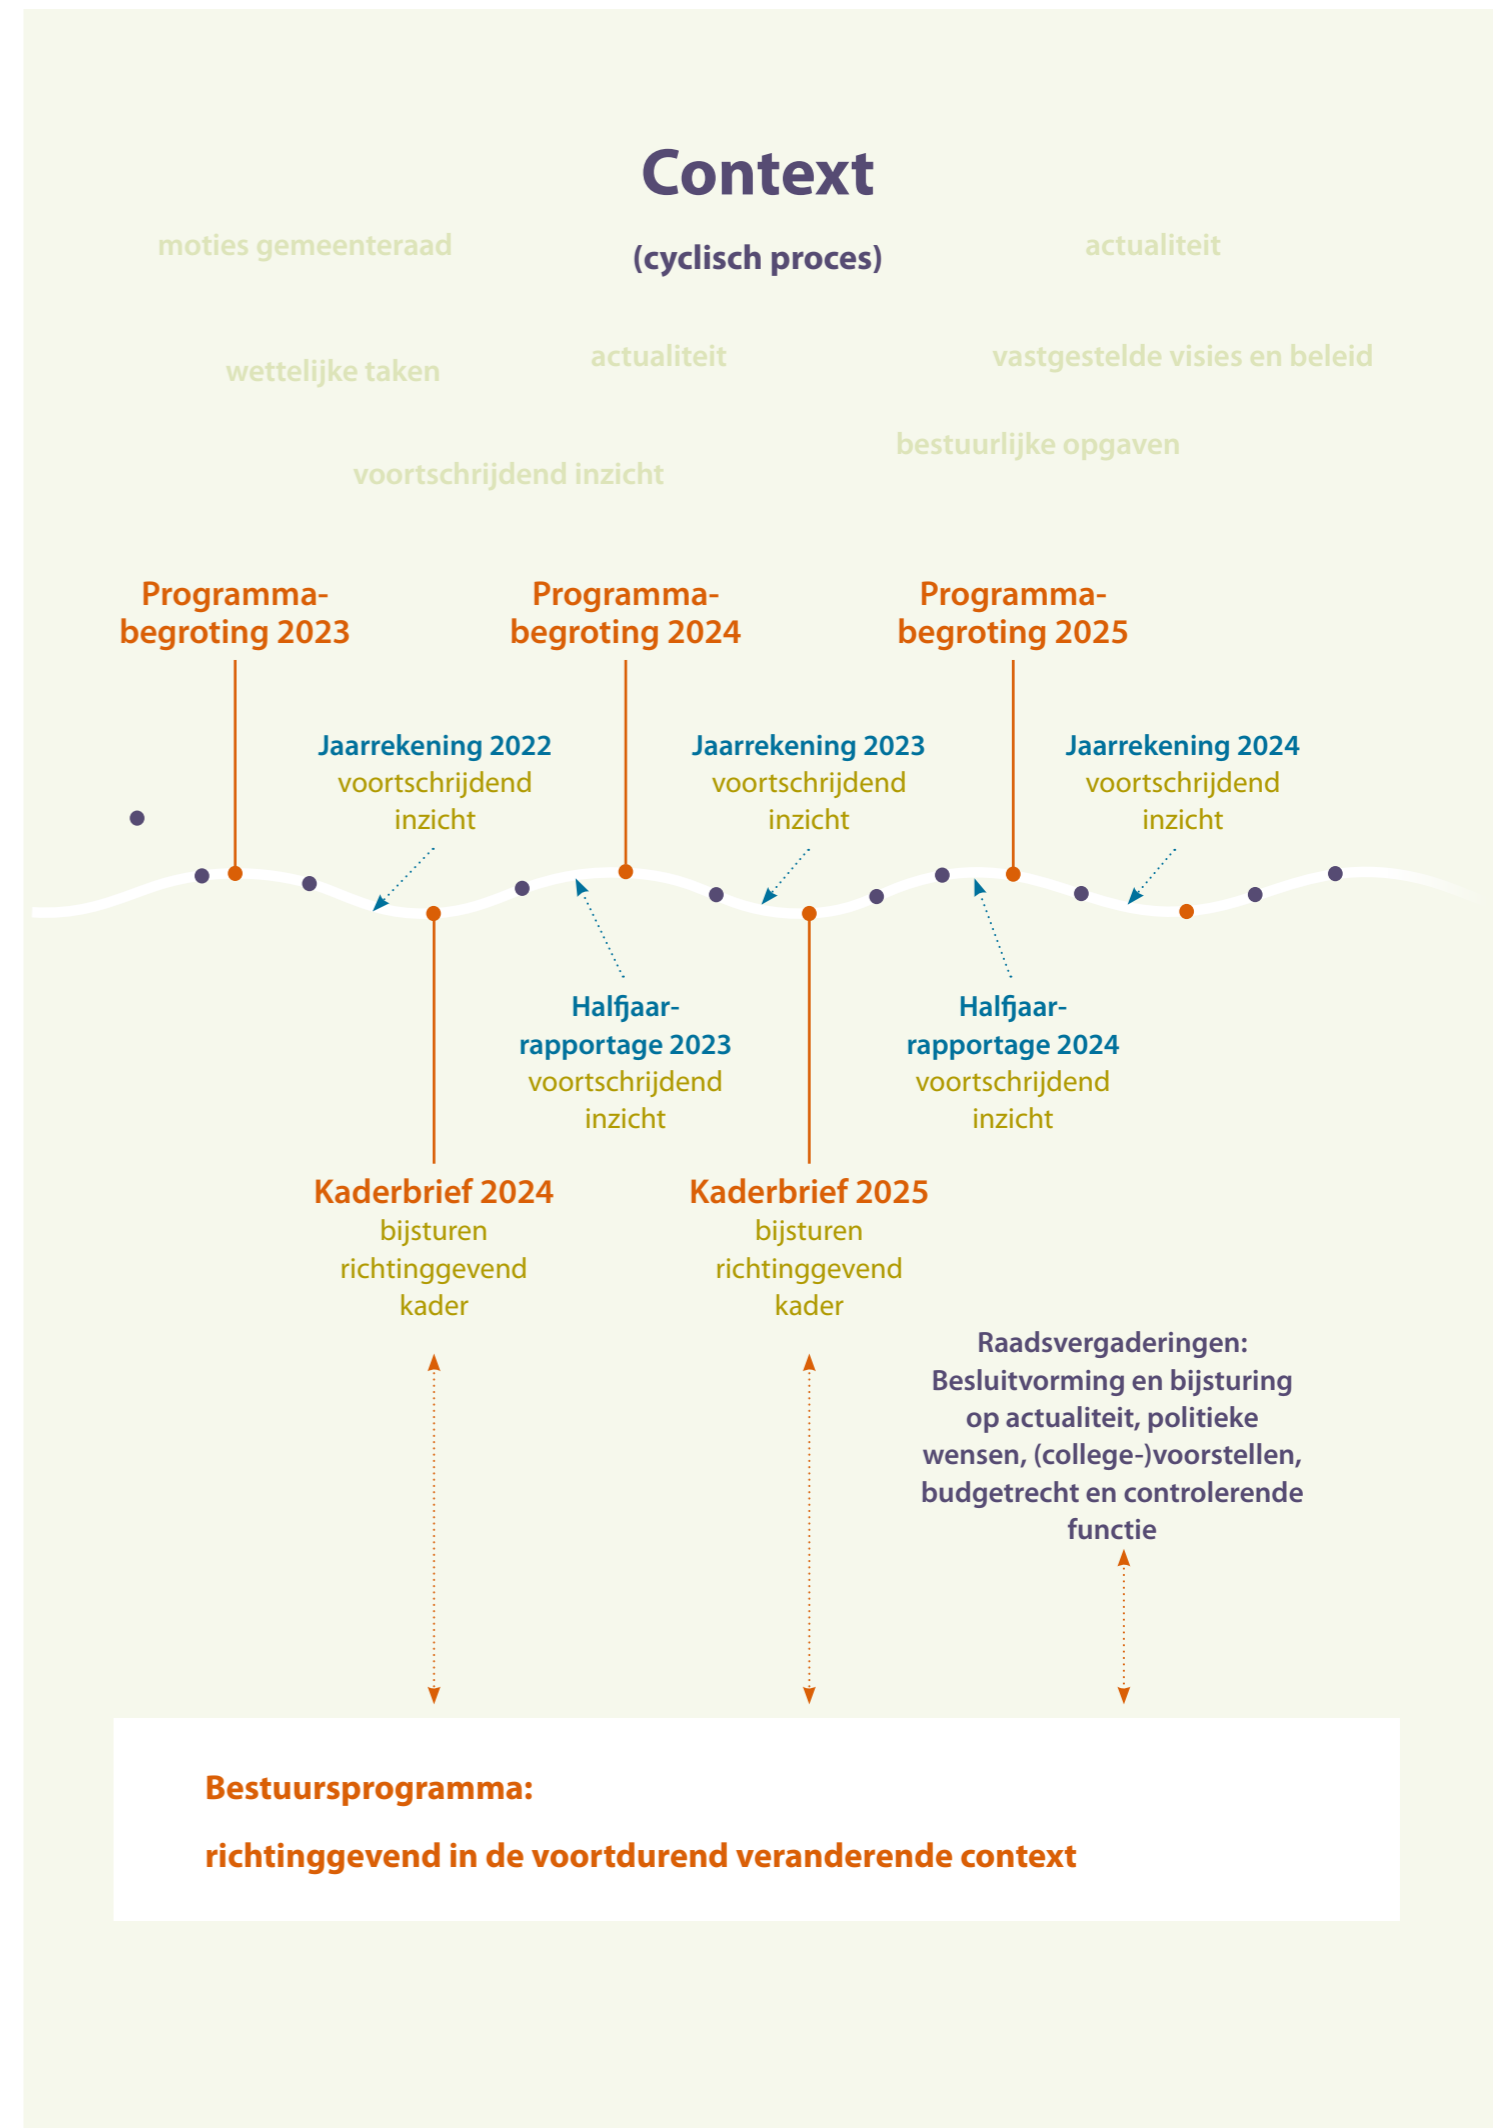 Context
(cyclisch proces)
moties gemeenteraad
actualiteit
wettelijke taken
actualiteit
vastgestelde visies en beleid
voortschrijdend inzicht
bestuurlijke opgaven
Programma-
begroting 2023
Programma-
begroting 2024
Programma-
begroting 2025
Jaarrekening 2022
voortschrijdend
inzicht
Jaarrekening 2023
voortschrijdend
inzicht
Jaarrekening 2024
voortschrijdend
inzicht
Halfjaar-
rapportage 2023
voortschrijdend
inzicht
Halfjaar-
rapportage 2024
voortschrijdend
inzicht
Kaderbrief 2024
bijsturen
richtinggevend
kader
Kaderbrief 2025
bijsturen
richtinggevend
kader
Raadsvergaderingen:
Besluitvorming en bijsturing
op actualiteit, politieke
wensen, (college-)voorstellen,
budgetrecht en controlerende
functie
Bestuursprogramma:
richtinggevend in de voortdurend veranderende context